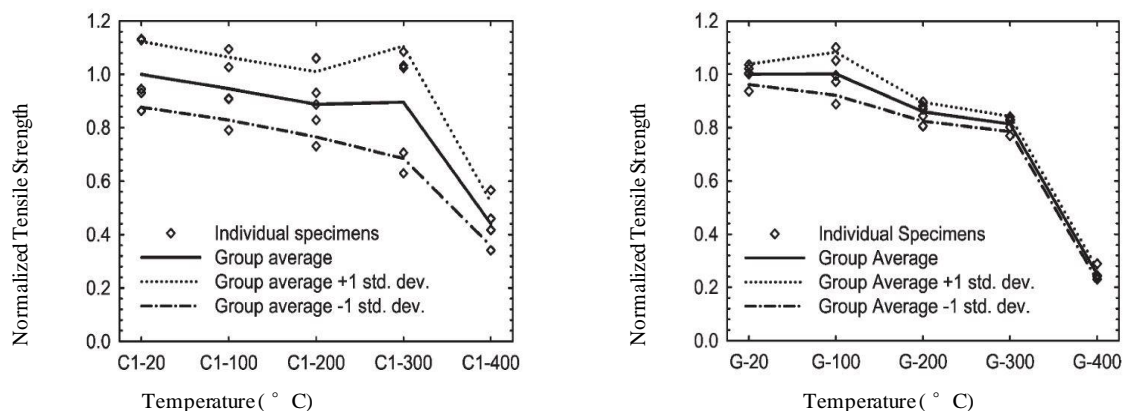 1.2
1.0
0.8
0.6
0.4
0.2
0.0
Normalized Tensile Strength
Individual specimens
Group average
Group average +1 std. dev.
Group average -1 std. dev.
C1-20 C1-100 C1-200 C1-300 C1-400
Temperature ( ° C)
1.2
1.0
0.8
0.6
0.4
0.2
0.0
Normalized Tensile Strength
Individual Specimens
Group Average
Group Average +1 std. dev.
Group Average -1 std. dev.
G-20 G-100 G-200 G-300 G-400
Temperature ( ° C)